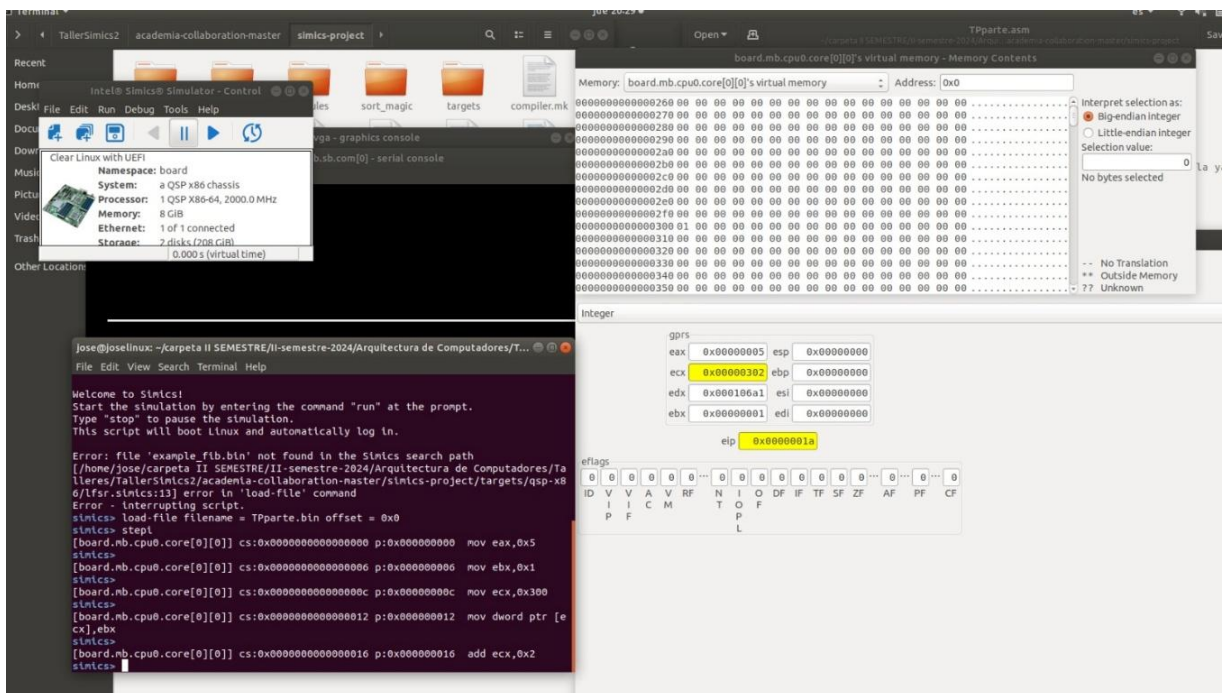 Terminal
jue 20:29
es
TallerSimics2 academia-collaboration-master simics-project
Open
TPparte.asm
Sav
Recent
Home
Desk
Docu
Down
Music
Pictu
Video
Trash
Other Locations
ules
sort_magic
targets
compiler.mk
Intel® Simics® Simulator - Control
File Edit Run Debug Tools Help
Clear Linux with UEFI
Namespace: board
System: a QSP x86 chassis
Processor: 1 QSP X86-64, 2000.0 MHz
Memory: 8 GiB
Ethernet: 1 of 1 connected
Storage: 2 disks (208 GiB)
0.000 s (virtual time)
vga - graphics console
b.sb.com[0] - serial console
board.mb.cpu0.core[0][0]'s virtual memory - Memory Contents
Memory: board.mb.cpu0.core[0][0]'s virtual memory Address: 0x0
0000000000000260 00 00 00 00 00 00 00 00 00 00 00 00 00 00 00 00 ................
0000000000000270 00 00 00 00 00 00 00 00 00 00 00 00 00 00 00 00 ................
0000000000000280 00 00 00 00 00 00 00 00 00 00 00 00 00 00 00 00 ................
0000000000000290 00 00 00 00 00 00 00 00 00 00 00 00 00 00 00 00 ................
00000000000002a0 00 00 00 00 00 00 00 00 00 00 00 00 00 00 00 00 ................
00000000000002b0 00 00 00 00 00 00 00 00 00 00 00 00 00 00 00 00 ................
00000000000002c0 00 00 00 00 00 00 00 00 00 00 00 00 00 00 00 00 ................
00000000000002d0 00 00 00 00 00 00 00 00 00 00 00 00 00 00 00 00 ................
00000000000002e0 00 00 00 00 00 00 00 00 00 00 00 00 00 00 00 00 ................
00000000000002f0 00 00 00 00 00 00 00 00 00 00 00 00 00 00 00 00 ................
0000000000000300 01 00 00 00 00 00 00 00 00 00 00 00 00 00 00 00 ................
0000000000000310 00 00 00 00 00 00 00 00 00 00 00 00 00 00 00 00 ................
0000000000000320 00 00 00 00 00 00 00 00 00 00 00 00 00 00 00 00 ................
0000000000000330 00 00 00 00 00 00 00 00 00 00 00 00 00 00 00 00 ................
0000000000000340 00 00 00 00 00 00 00 00 00 00 00 00 00 00 00 00 ................
0000000000000350 00 00 00 00 00 00 00 00 00 00 00 00 00 00 00 00 ................
Interpret selection as:
Big-endian integer
Little-endian integer
Selection value:
0
No bytes selected
-- No Translation
** Outside Memory
?? Unknown
la ya
Integer
gprs
eax 0x00000005 esp 0x00000000
ecx 0x00000302 ebp 0x00000000
edx 0x000106a1 esi 0x00000000
ebx 0x00000001 edi 0x00000000
eip 0x0000001a
eflags
0 0 0 0 0 0 ... 0 0 0 0 0 0 0 0 ... 0 ... 0 ... 0
ID VIP VIF AC VM RF NT IOPL OF DF IF TF SF ZF AF PF CF
jose@joselinux: ~/carpeta II SEMESTRE/II-semestre-2024/Arquitectura de Computadores/T...
File Edit View Search Terminal Help
Welcome to Simics!
Start the simulation by entering the command "run" at the prompt.
Type "stop" to pause the simulation.
This script will boot Linux and automatically log in.
Error: file 'example_fib.bin' not found in the Simics search path
[/home/jose/carpeta II SEMESTRE/II-semestre-2024/Arquitectura de Computadores/Ta
lleres/TallerSimics2/academia-collaboration-master/simics-project/targets/qsp-x8
6/lfsr.simics:13] error in 'load-file' command
Error - interrupting script.
simics> load-file filename = TPparte.bin offset = 0x0
simics> stepi
[board.mb.cpu0.core[0][0]] cs:0x0000000000000000 p:0x000000000 mov eax,0x5
simics>
[board.mb.cpu0.core[0][0]] cs:0x0000000000000006 p:0x000000006 mov ebx,0x1
simics>
[board.mb.cpu0.core[0][0]] cs:0x000000000000000c p:0x00000000c mov ecx,0x300
simics>
[board.mb.cpu0.core[0][0]] cs:0x0000000000000012 p:0x000000012 mov dword ptr [e
cx],ebx
simics>
[board.mb.cpu0.core[0][0]] cs:0x0000000000000016 p:0x000000016 add ecx,0x2
simics>